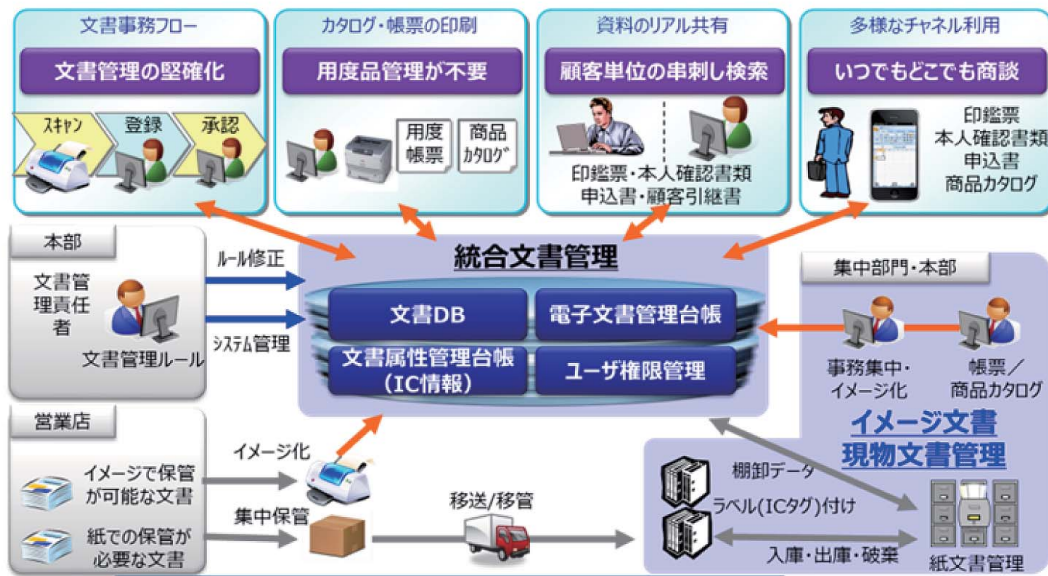 文書事務フロー
文書管理の堅確化
スキャン
登録
承認
カタログ・帳票の印刷
用度品管理が不要
用度
帳票
商品
カタログ
資料のリアル共有
顧客単位の串刺し検索
印鑑票・本人確認書類
申込書・顧客引継書
多様なチャネル利用
いつでもどこでも商談
印鑑票
本人確認書類
申込書
商品カタログ
本部
文書管
理責任
者
文書管理ルール
ルール修正
システム管理
統合文書管理
文書DB
電子文書管理台帳
文書属性管理台帳
(IC情報)
ユーザ権限管理
集中部門・本部
事務集中・
イメージ化
帳票／
商品カタログ
イメージ文書
現物文書管理
営業店
イメージで保管
が可能な文書
紙での保管が
必要な文書
イメージ化
集中保管
移送/移管
棚卸データ
ラベル(ICタグ)付け
入庫・出庫・破棄
紙文書管理